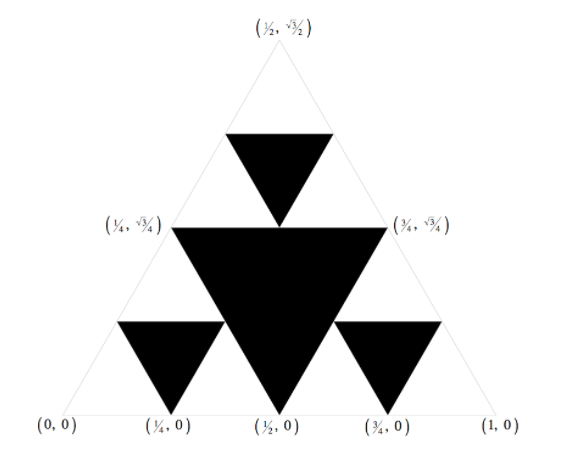 (½, √3⁄2)
(¼, √3⁄4) (¾, √3⁄4)
(0, 0) (¼, 0) (½, 0) (¾, 0) (1, 0)